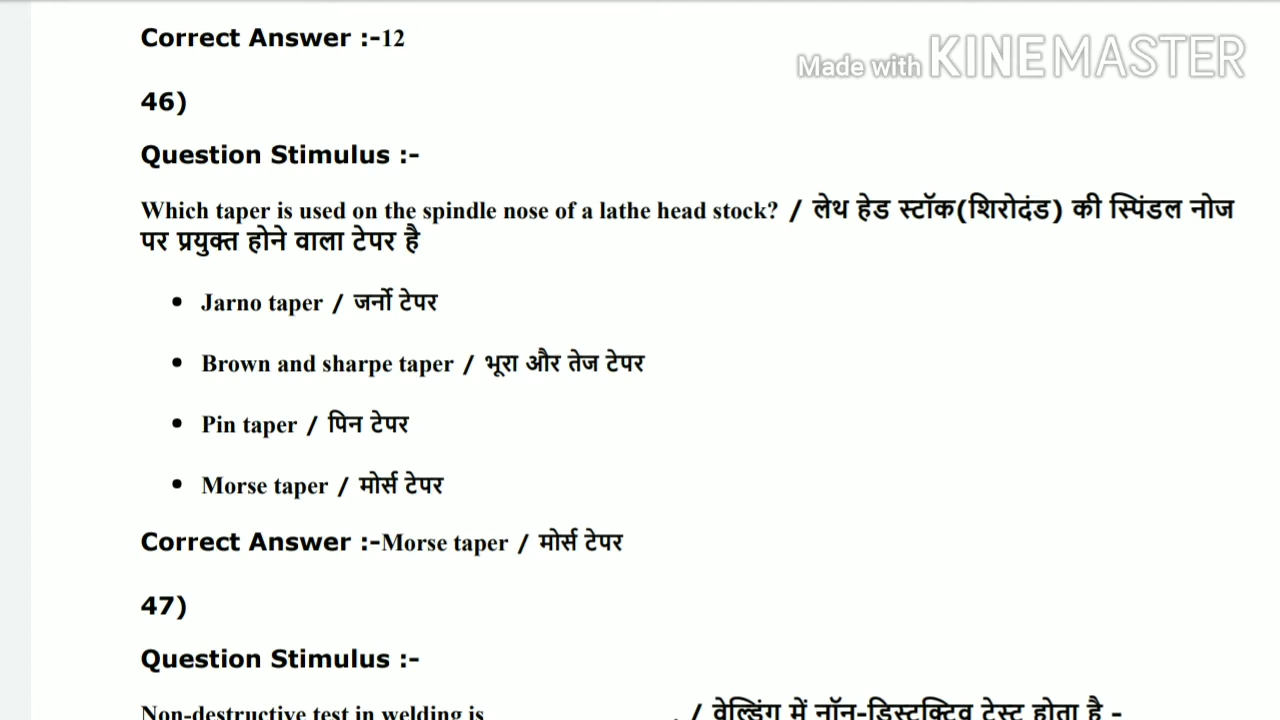 Correct Answer :-12
Made with KINEMASTER
46)
Question Stimulus :-
Which taper is used on the spindle nose of a lathe head stock? / लेथ हेड स्टॉक(शिरोदंड) की स्पिंडल नोज
पर प्रयुक्त होने वाला टेपर है
• Jarno taper / जर्नो टेपर
• Brown and sharpe taper / भूरा और तेज टेपर
• Pin taper / पिन टेपर
• Morse taper / मोर्स टेपर
Correct Answer :-Morse taper / मोर्स टेपर
47)
Question Stimulus :-
Non-destructive test in welding is ________________. / वेल्डिंग में नॉन-डिस्टक्टिव टेस्ट होता है -